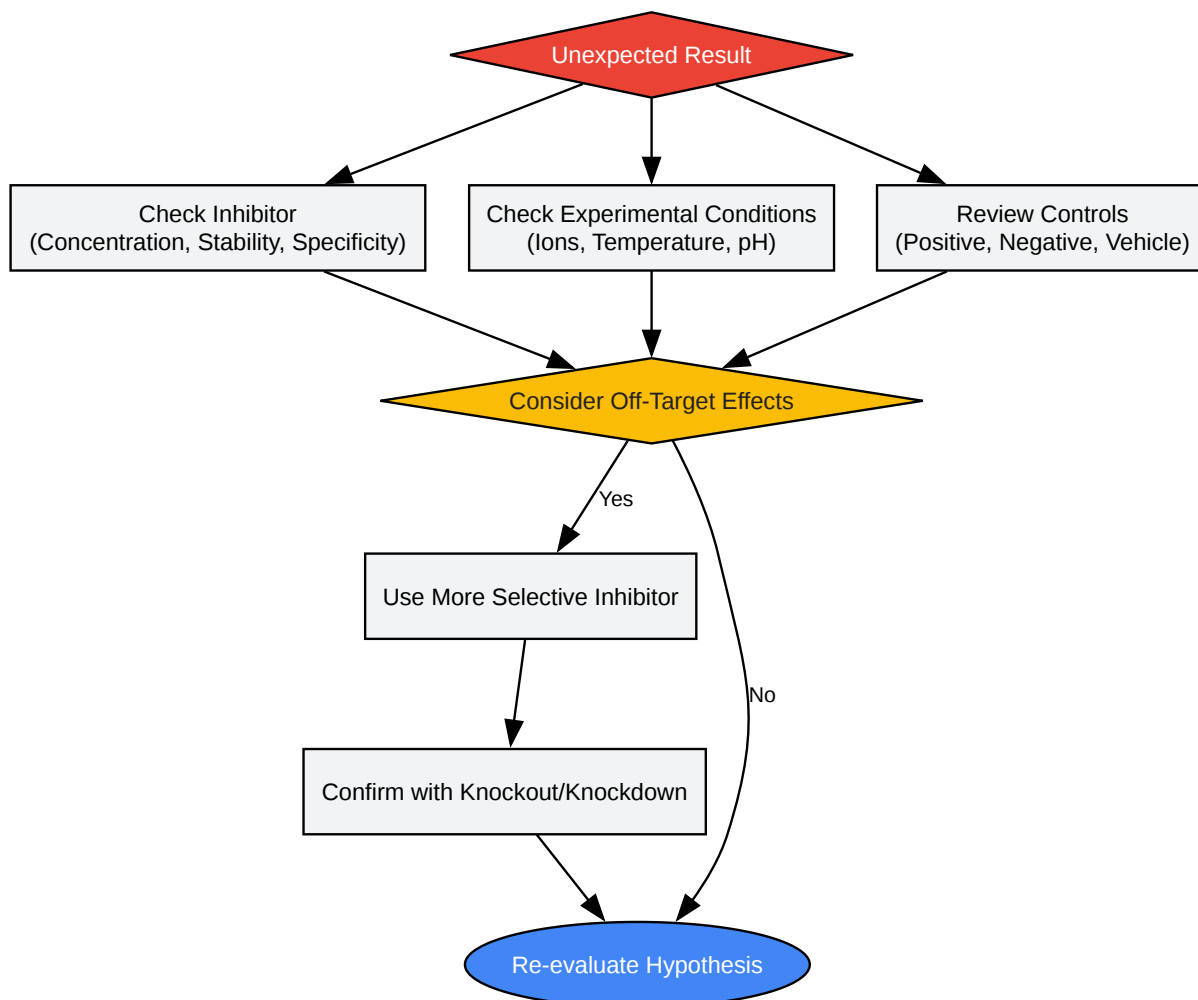 Unexpected Result
Check Inhibitor
(Concentration, Stability, Specificity)
Check Experimental Conditions
(Ions, Temperature, pH)
Review Controls
(Positive, Negative, Vehicle)
Consider Off-Target Effects
Yes
Use More Selective Inhibitor
No
Confirm with Knockout/Knockdown
Re-evaluate Hypothesis